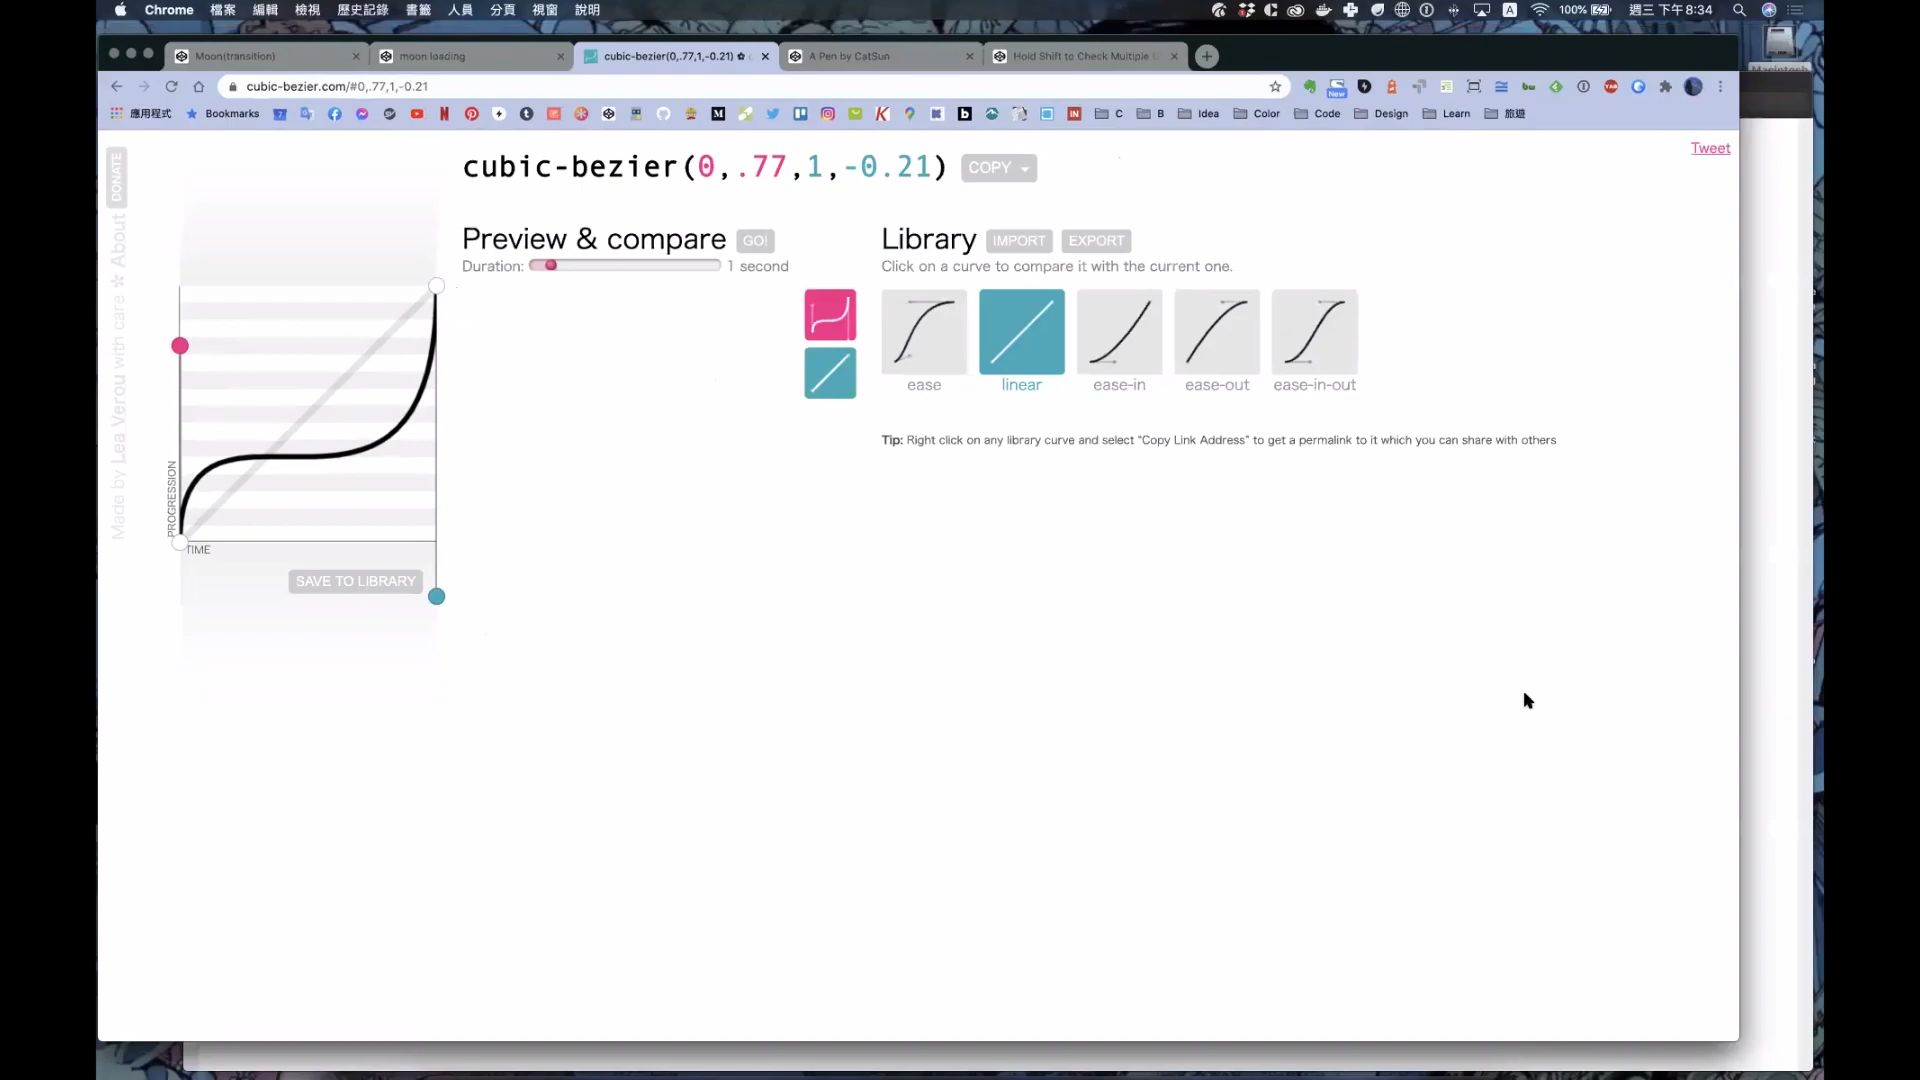 Chrome 檔案 編輯 檢視 歷史記錄 書籤 人員 分頁 視窗 說明 100% 週三 下午8:34
Moon(transition) moon loading cubic-bezier(0,.77,1,-0.21) A Pen by CatSun Hold Shift to Check Multiple
cubic-bezier.com/#0,.77,1,-0.21 New
應用程式 Bookmarks C B Idea Color Code Design Learn 旅遊
cubic-bezier(0,.77,1,-0.21) COPY
Tweet
Made by Lea Verou with care ✲ About DONATE
Preview & compare GO!
Duration: 1 second
Library IMPORT EXPORT
Click on a curve to compare it with the current one.
ease linear ease-in ease-out ease-in-out
Tip: Right click on any library curve and select “Copy Link Address” to get a permalink to it which you can share with others
PROGRESSION
TIME
SAVE TO LIBRARY